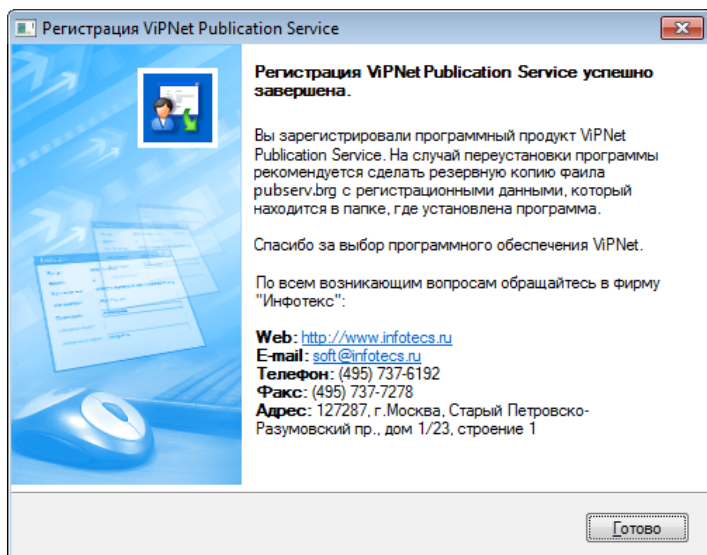 Регистрация ViPNet Publication Service
Регистрация ViPNet Publication Service успешно
завершена.
Вы зарегистрировали программный продукт ViPNet
Publication Service. На случай переустановки программы
рекомендуется сделать резервную копию файла
pubserv.brg с регистрационными данными, который
находится в папке, где установлена программа.
Спасибо за выбор программного обеспечения ViPNet.
По всем возникающим вопросам обращайтесь в фирму
"Инфотекс":
Web: http://www.infotecs.ru
E-mail: soft@infotecs.ru
Телефон: (495) 737-6192
Факс: (495) 737-7278
Адрес: 127287, г.Москва, Старый Петровско-
Разумовский пр., дом 1/23, строение 1
Готово